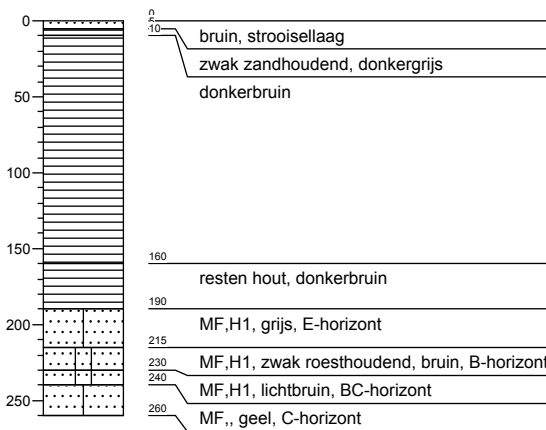 0
50
100
150
200
250
0
5
10
bruin, strooisellaag
zwak zandhoudend, donkergrijs
donkerbruin
160
resten hout, donkerbruin
190
MF,H1, grijs, E-horizont
215
MF,H1, zwak roesthoudend, bruin, B-horizont
230
MF,H1, lichtbruin, BC-horizont
240
MF,, geel, C-horizont
260